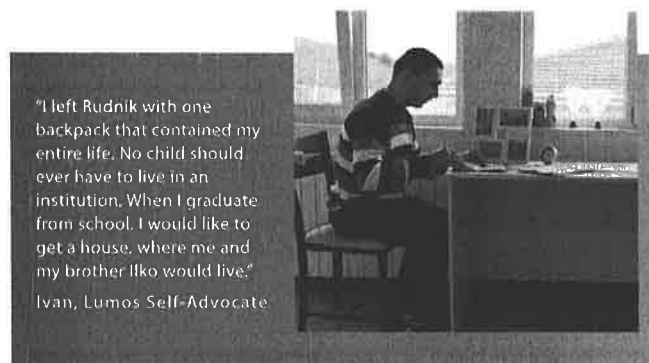 "I left Rudnik with one
backpack that contained my
entire life. No child should
ever have to live in an
institution. When I graduate
from school, I would like to
get a house, where me and
my brother Ilko would live."
Ivan, Lumos Self-Advocate